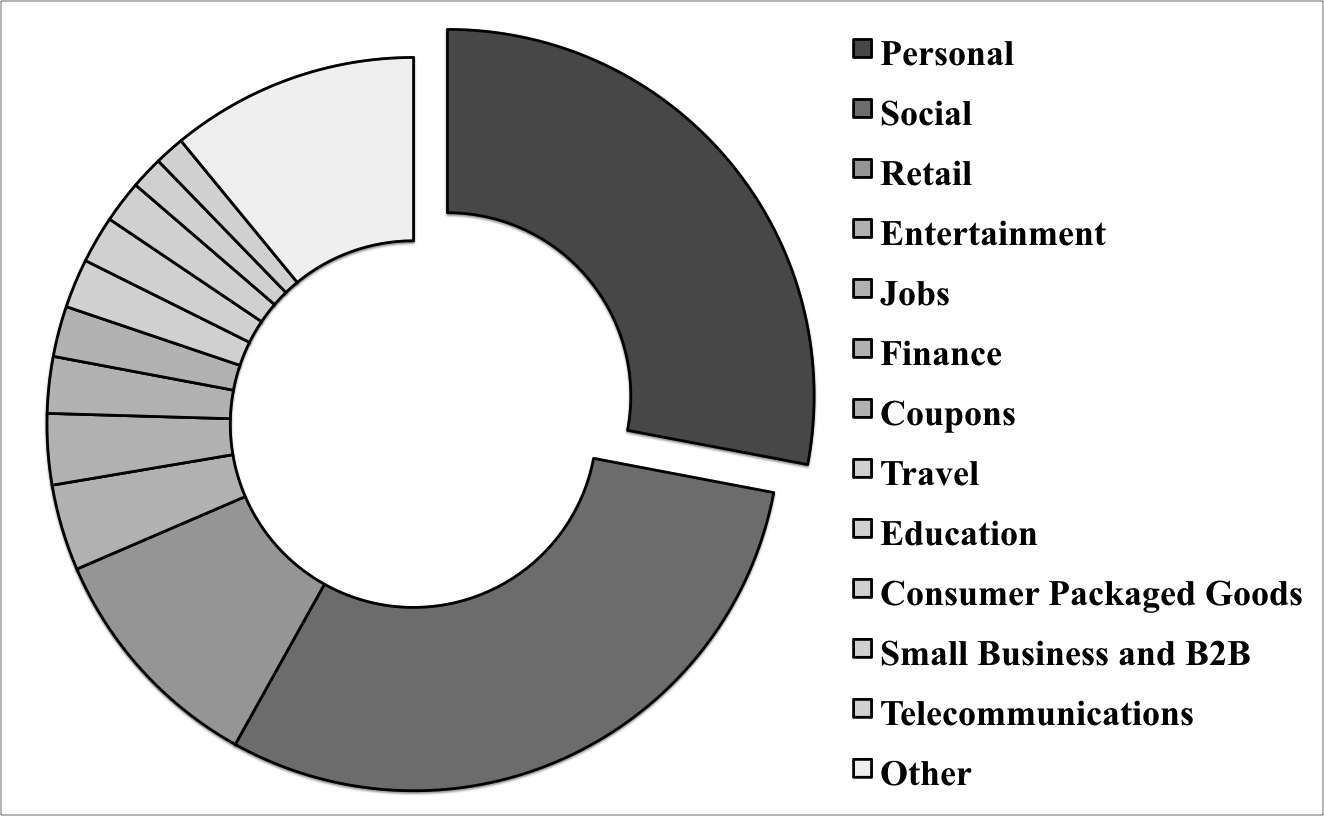 Personal
Social
Retail
Entertainment
Jobs
Finance
Coupons
Travel
Education
Consumer Packaged Goods
Small Business and B2B
Telecommunications
Other